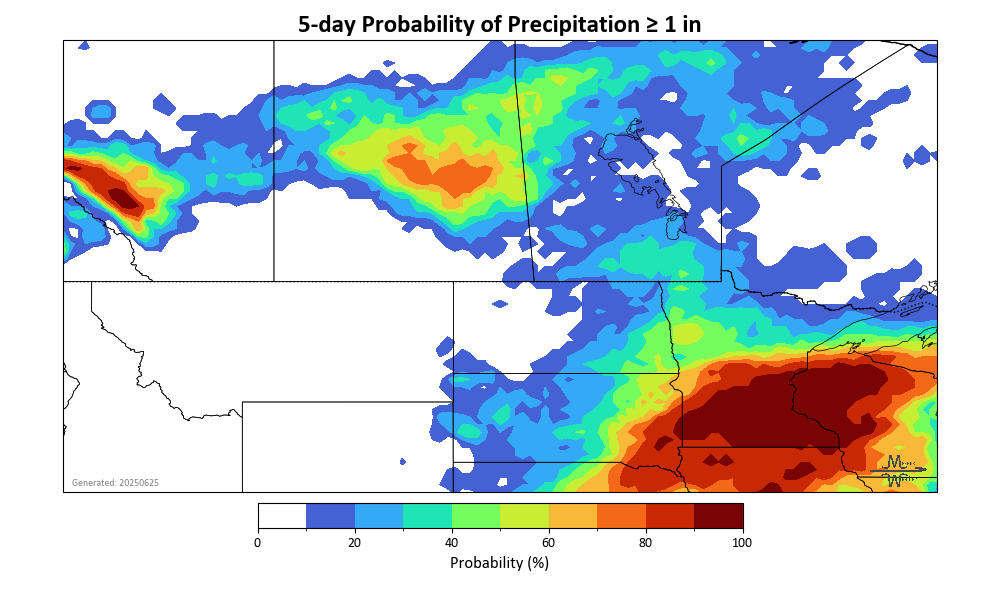 5-day Probability of Precipitation ≥ 1 in
Generated: 20250625
0 20 40 60 80 100
Probability (%)